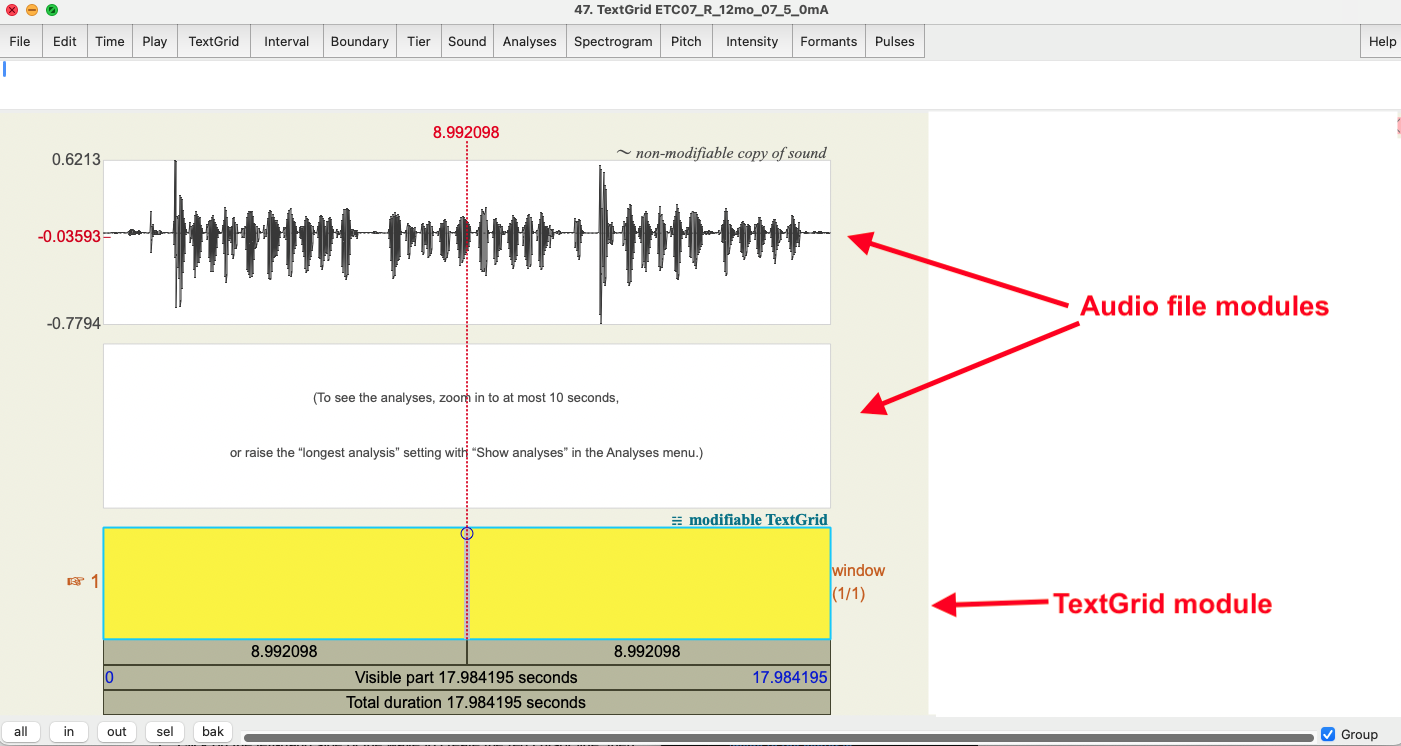 47. TextGrid ETC07_R_12mo_07_5_0mA
File Edit Time Play TextGrid Interval Boundary Tier Sound Analyses Spectrogram Pitch Intensity Formants Pulses Help
8.992098
0.6213
~ non-modifiable copy of sound
-0.03593
-0.7794
Audio file modules
(To see the analyses, zoom in to at most 10 seconds,
or raise the “longest analysis” setting with “Show analyses” in the Analyses menu.)
☵ modifiable TextGrid
☞ 1
window
(1/1)
TextGrid module
8.992098 8.992098
0 Visible part 17.984195 seconds 17.984195
Total duration 17.984195 seconds
all in out sel bak Group